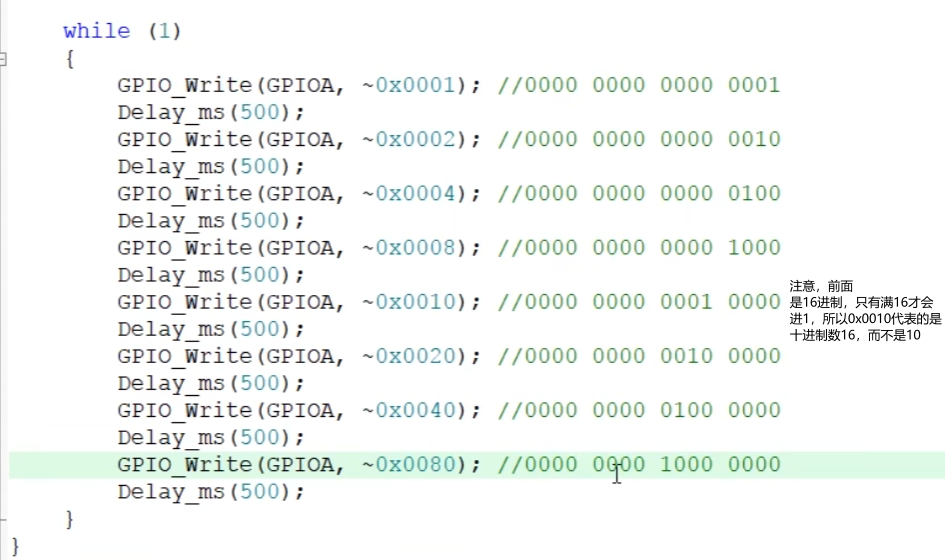 while (1)
{
GPIO_Write(GPIOA, ~0x0001); //0000 0000 0000 0001
Delay_ms(500);
GPIO_Write(GPIOA, ~0x0002); //0000 0000 0000 0010
Delay_ms(500);
GPIO_Write(GPIOA, ~0x0004); //0000 0000 0000 0100
Delay_ms(500);
GPIO_Write(GPIOA, ~0x0008); //0000 0000 0000 1000
Delay_ms(500);
GPIO_Write(GPIOA, ~0x0010); //0000 0000 0001 0000
Delay_ms(500);
GPIO_Write(GPIOA, ~0x0020); //0000 0000 0010 0000
Delay_ms(500);
GPIO_Write(GPIOA, ~0x0040); //0000 0000 0100 0000
Delay_ms(500);
GPIO_Write(GPIOA, ~0x0080); //0000 0000 1000 0000
Delay_ms(500);
}
}
注意，前面
是16进制，只有满16才会
进1，所以0x0010代表的是
十进制数16，而不是10